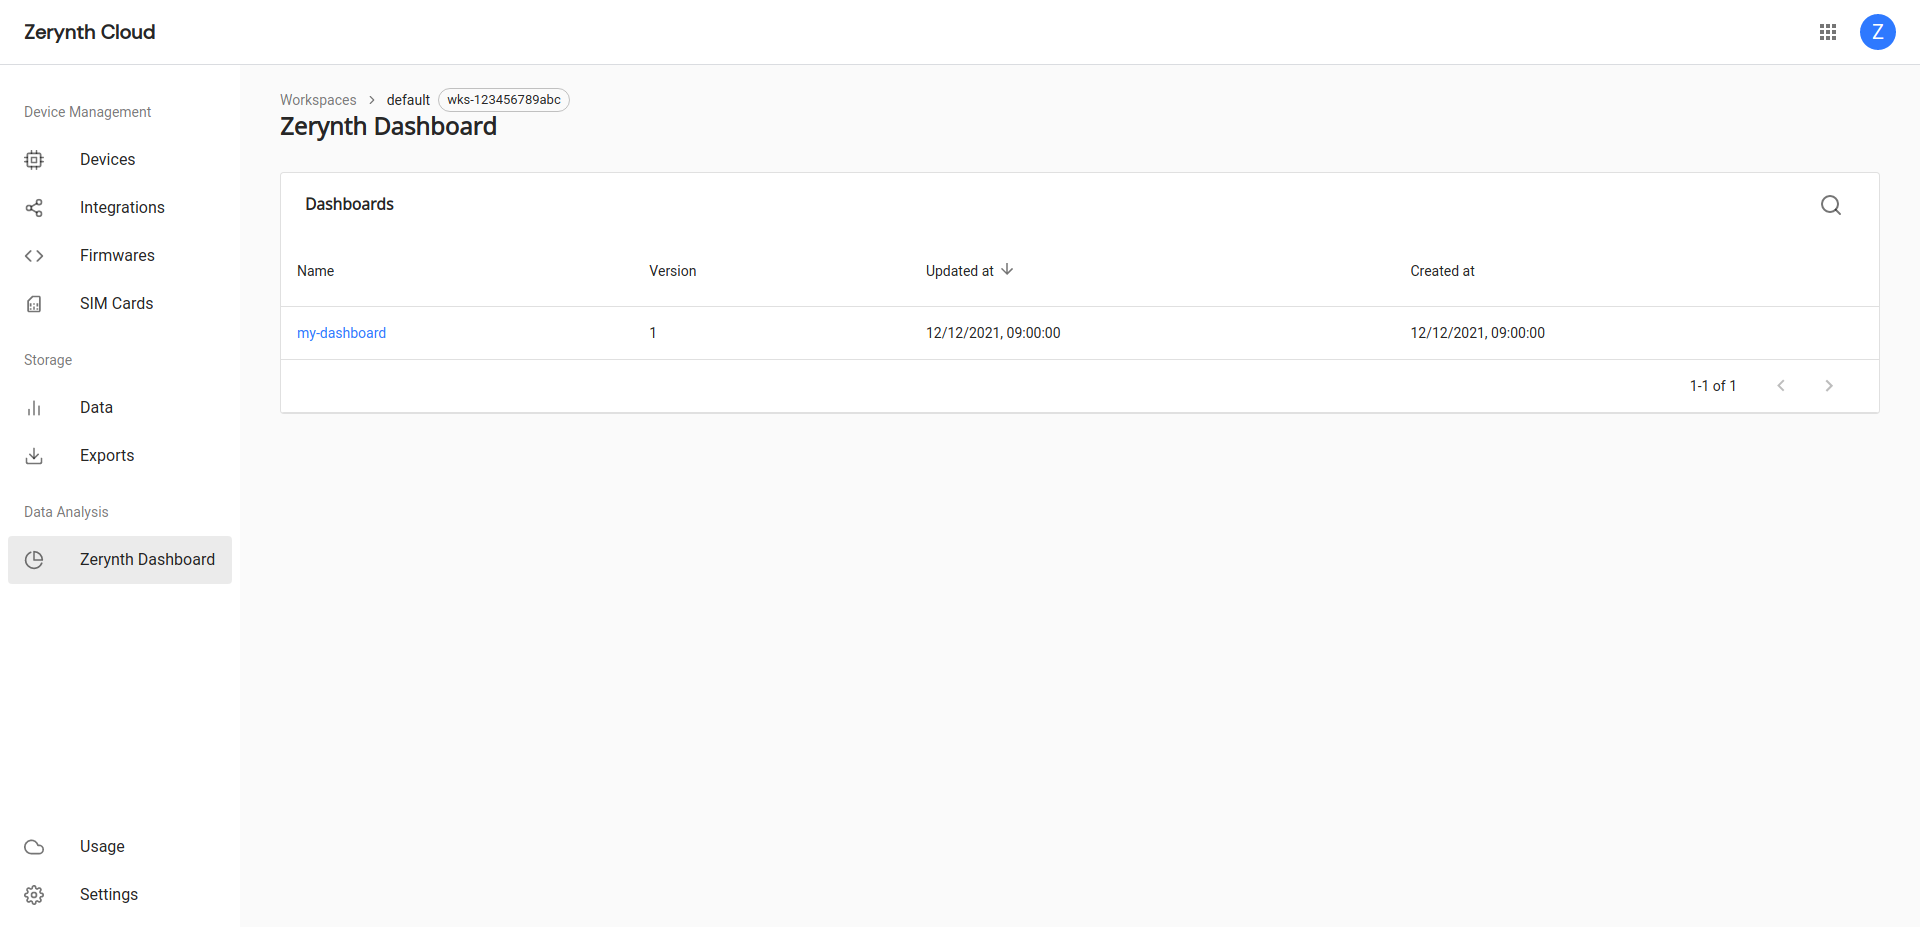 Zerynth Cloud
Z
Device Management
Devices
Integrations
Firmwares
SIM Cards
Storage
Data
Exports
Data Analysis
Zerynth Dashboard
Usage
Settings
Workspaces > default wks-123456789abc
Zerynth Dashboard
Dashboards
Name Version Updated at Created at
my-dashboard 1 12/12/2021, 09:00:00 12/12/2021, 09:00:00
1-1 of 1